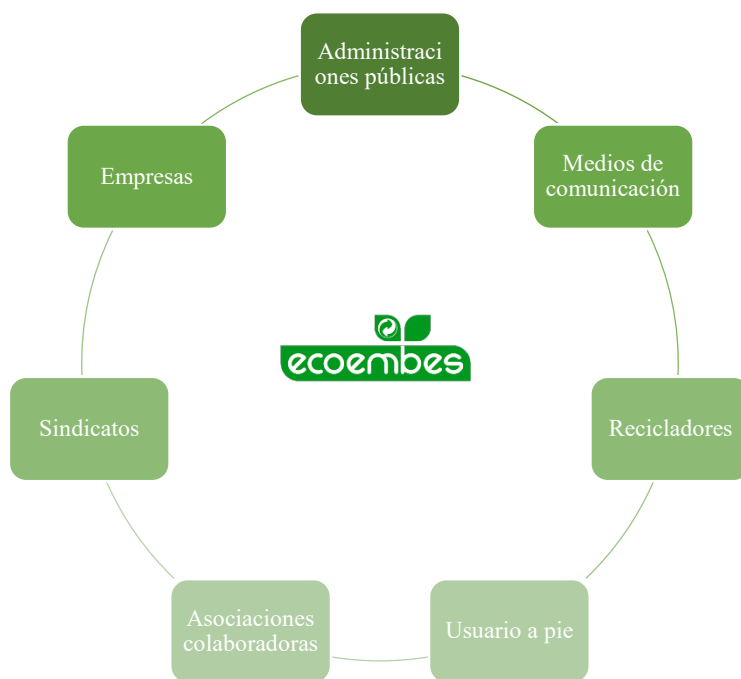 Administraci
ones públicas
Medios de
comunicación
Recicladores
Usuario a pie
Asociaciones
colaboradoras
Sindicatos
Empresas
ecoembes